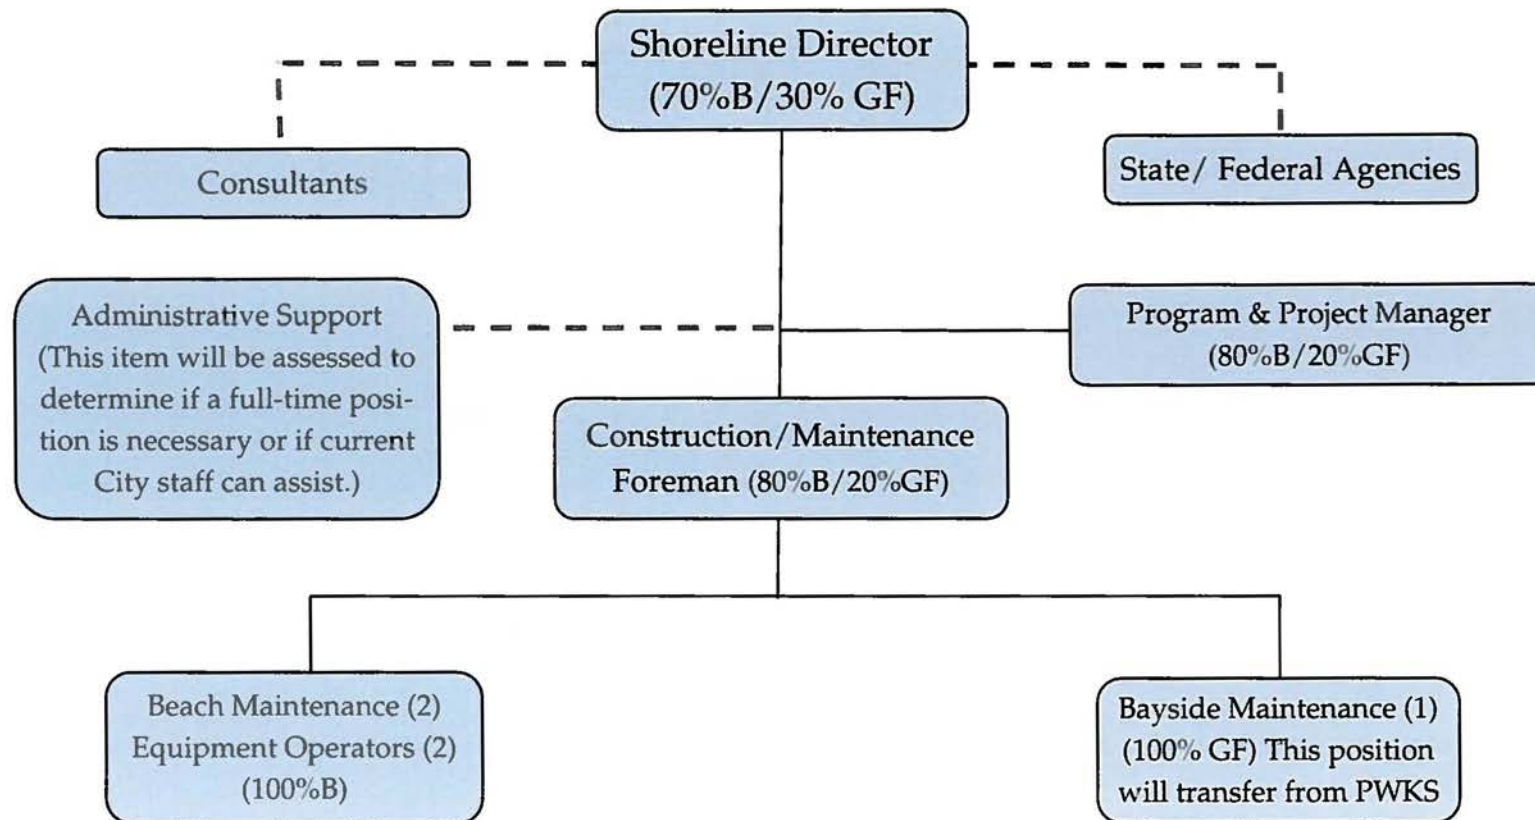 Shoreline Director
(70%B/30% GF)
Consultants
State/ Federal Agencies
Administrative Support
(This item will be assessed to
determine if a full-time posi-
tion is necessary or if current
City staff can assist.)
Program & Project Manager
(80%B/20%GF)
Construction/Maintenance
Foreman (80%B/20%GF)
Beach Maintenance (2)
Equipment Operators (2)
(100%B)
Bayside Maintenance (1)
(100% GF) This position
will transfer from PWKS